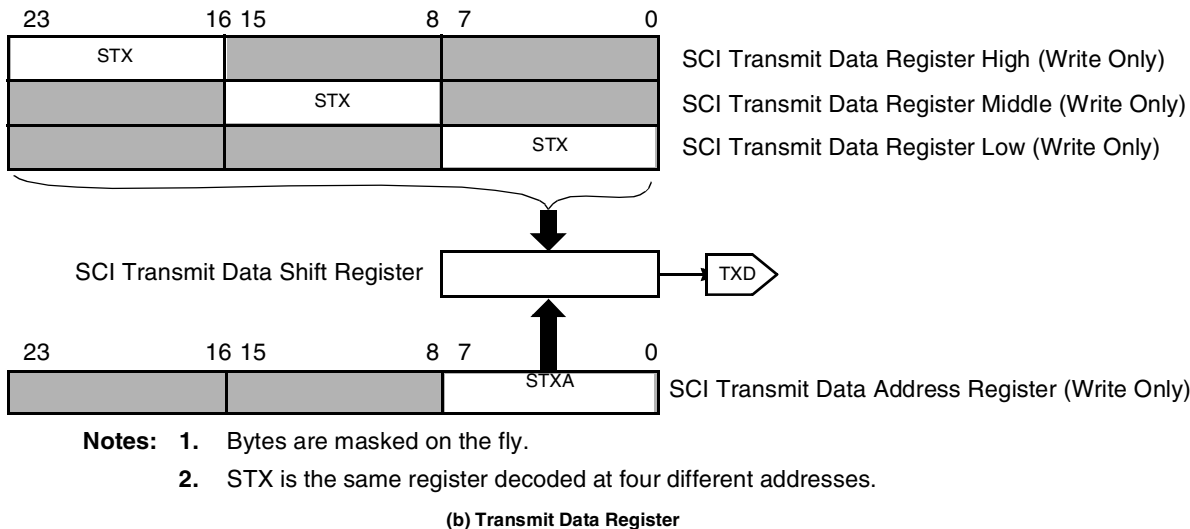 23 16 15 8 7 0
STX SCI Transmit Data Register High (Write Only)
STX SCI Transmit Data Register Middle (Write Only)
STX SCI Transmit Data Register Low (Write Only)
SCI Transmit Data Shift Register TXD
23 16 15 8 7 0
STXA SCI Transmit Data Address Register (Write Only)
Notes: 1. Bytes are masked on the fly.
2. STX is the same register decoded at four different addresses.
(b) Transmit Data Register